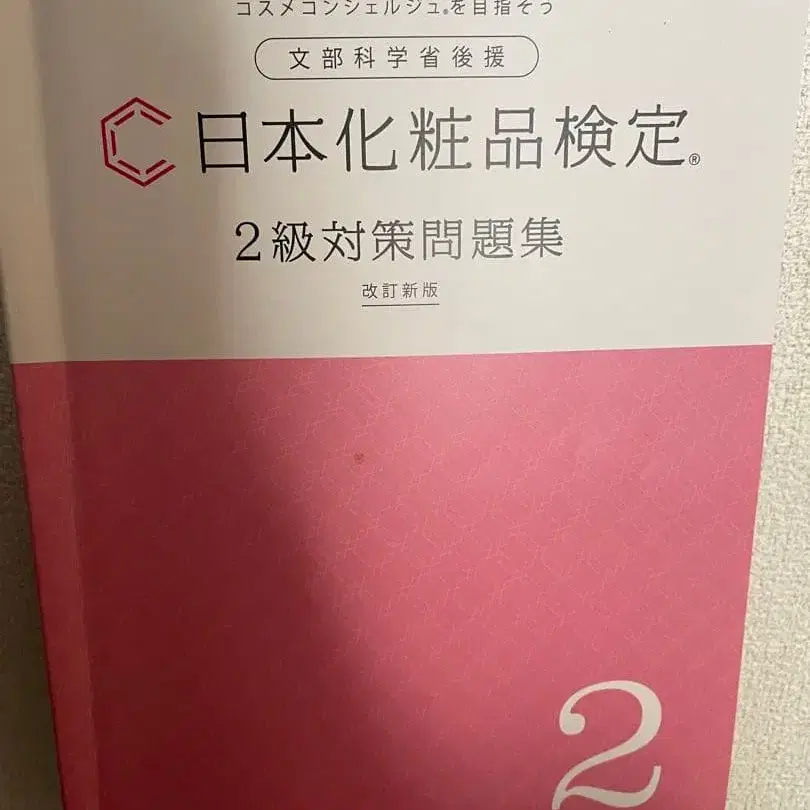 コスメコンシェルジュ®を目指そう
文部科学省後援
日本化粧品検定®
2級対策問題集
改訂新版
2